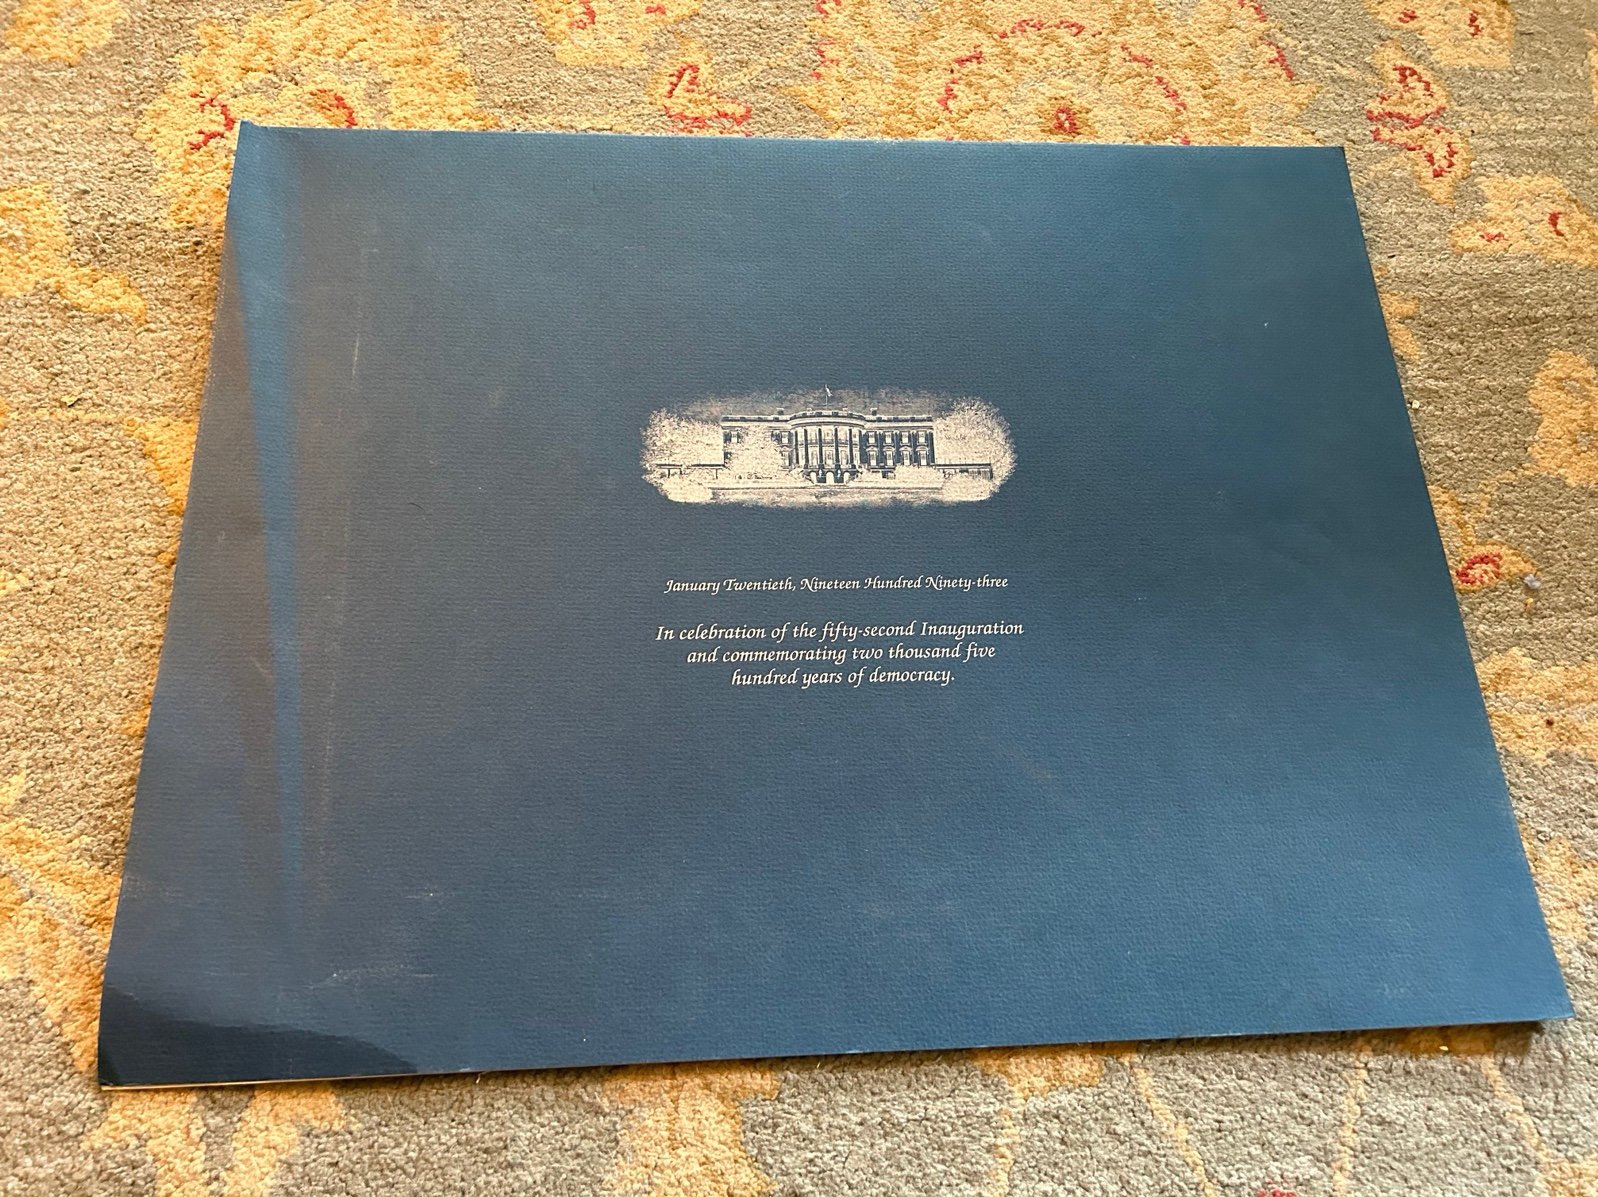 January Twentieth, Nineteen Hundred Ninety-three
In celebration of the fifty-second Inauguration
and commemorating two thousand five
hundred years of democracy.